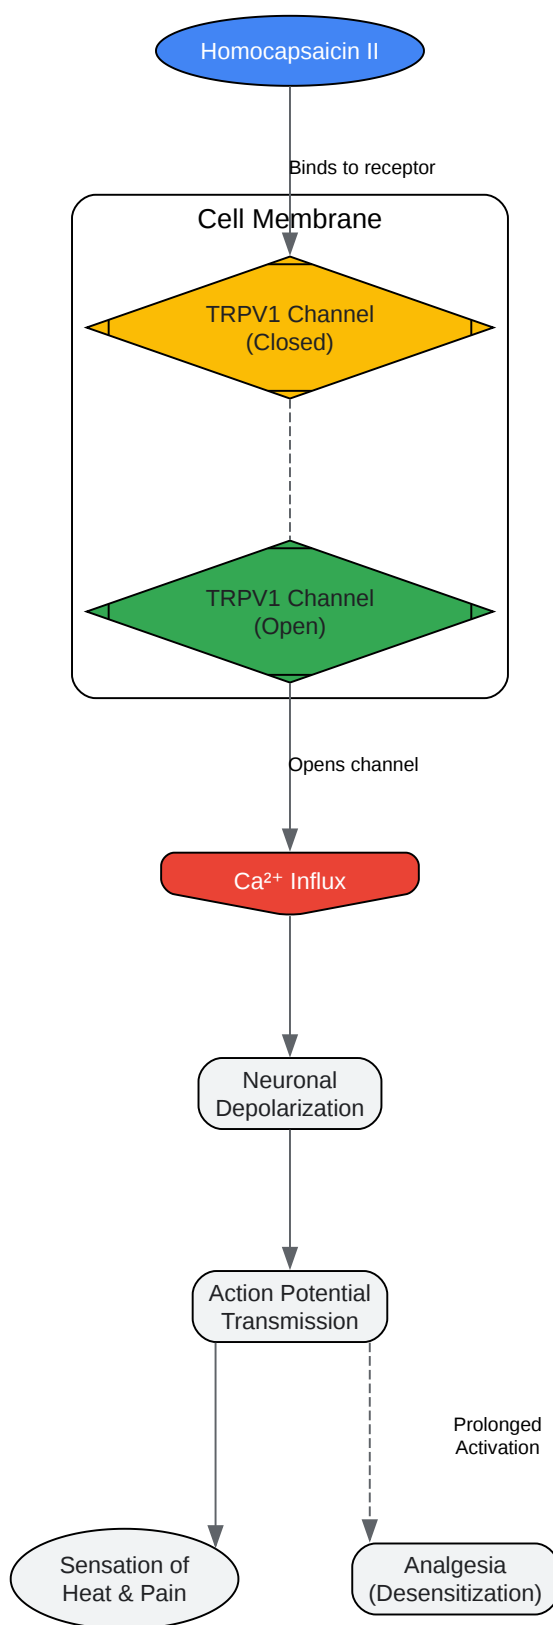 Homocapsaicin II
Binds to receptor
Cell Membrane
TRPV1 Channel
(Closed)
TRPV1 Channel
(Open)
Opens channel
Ca²⁺ Influx
Neuronal
Depolarization
Action Potential
Transmission
Prolonged
Activation
Sensation of
Heat & Pain
Analgesia
(Desensitization)